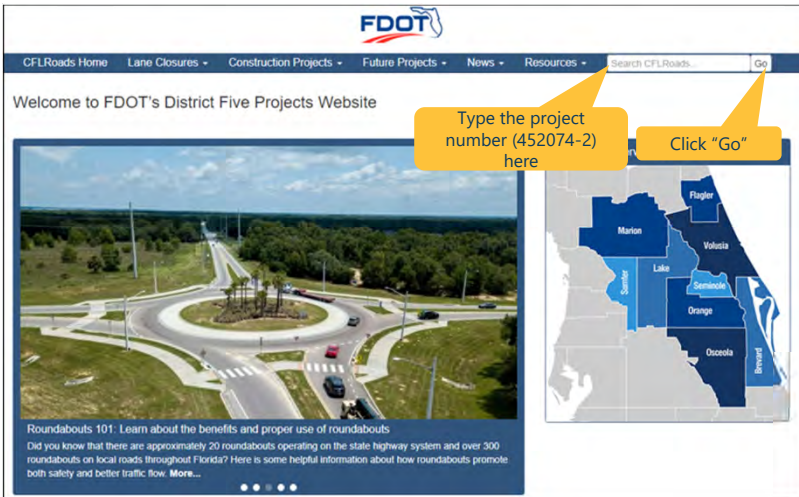 FDOT
CFLRoads Home Lane Closures Construction Projects Future Projects News Resources Search CFLRoads... Go
Welcome to FDOT's District Five Projects Website
Type the project
number (452074-2)
here
Click "Go"
Flagler
Marion
Volusia
Lake
Sumter
Seminole
Orange
Osceola
Brevard
Roundabouts 101: Learn about the benefits and proper use of roundabouts
Did you know that there are approximately 20 roundabouts operating on the state highway system and over 300
roundabouts on local roads throughout Florida? Here is some helpful information about how roundabouts promote
both safety and better traffic flow. More...